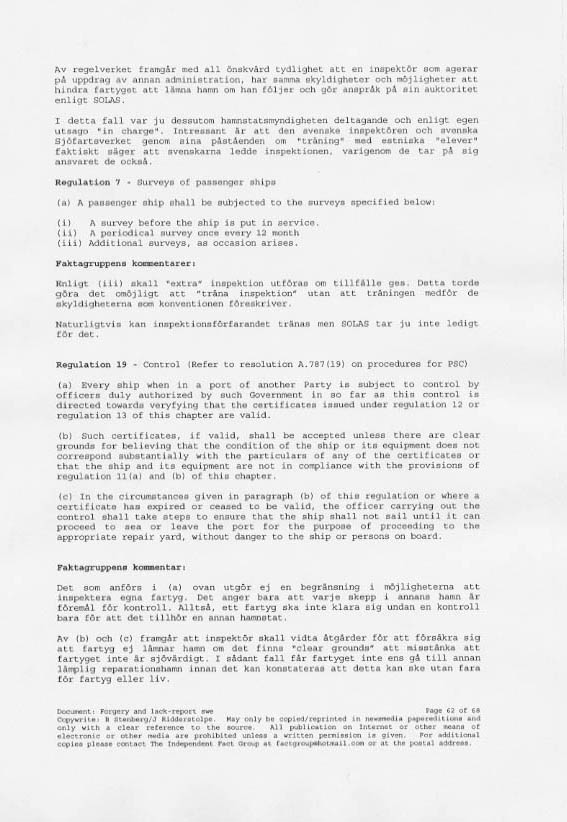 Av regelverket framgår med all önskvärd tydlighet att en inspektör som agerar
på uppdrag av annan administration, har samma skyldigheter och möjligheter att
hindra fartyget att lämna hamn om han följer och gör anspråk på sin auktoritet
enligt SOLAS.
I detta fall var ju dessutom hamnstatsmyndigheten deltagande och enligt egen
utsago "in charge". Intressant är att den svenske inspektören och svenska
Sjöfartsverket genom sina påståenden om "träning" med estniska "elever"
faktiskt säger att svenskarna ledde inspektionen, varigenom de tar på sig
ansvaret de också.
Regulation 7 - Surveys of passenger ships
(a) A passenger ship shall be subjected to the surveys specified below:
(i) A survey before the ship is put in service.
(ii) A periodical survey once every 12 month
(iii) Additional surveys, as occasion arises.
Faktagruppens kommentarer:
Enligt (iii) skall "extra" inspektion utföras om tillfälle ges. Detta torde
göra det omöjligt att "träna inspektion" utan att träningen medför de
skyldigheterna som konventionen föreskriver.
Naturligtvis kan inspektionsförfarandet tränas men SOLAS tar ju inte ledigt
för det.
Regulation 19 - Control (Refer to resolution A.787(19) on procedures for PSC)
(a) Every ship when in a port of another Party is subject to control by
officers duly authorized by such Government in so far as this control is
directed towards veryfying that the certificates issued under regulation 12 or
regulation 13 of this chapter are valid.
(b) Such certificates, if valid, shall be accepted unless there are clear
grounds for believing that the condition of the ship or its equipment does not
correspond substantially with the particulars of any of the certificates or
that the ship and its equipment are not in compliance with the provisions of
regulation 11(a) and (b) of this chapter.
(c) In the circumstances given in paragraph (b) of this regulation or where a
certificate has expired or ceased to be valid, the officer carrying out the
control shall take steps to ensure that the ship shall not sail until it can
proceed to sea or leave the port for the purpose of proceeding to the
appropriate repair yard, without danger to the ship or persons on board.
Faktagruppens kommentar:
Det som anförs i (a) ovan utgör ej en begränsning i möjligheterna att
inspektera egna fartyg. Det anger bara att varje skepp i annans hamn är
föremål för kontroll. Alltså, ett fartyg ska inte klara sig undan en kontroll
bara för att det tillhör en annan hamnstat.
Av (b) och (c) framgår att inspektör skall vidta åtgärder för att försäkra sig
att fartyg ej lämnar hamn om det finns "clear grounds" att misstänka att
fartyget inte är sjövärdigt. I sådant fall får fartyget inte ens gå till annan
lämplig reparationshamn innan det kan konstateras att detta kan ske utan fara
för fartyg eller liv.
Document: Forgery and lack-report swe Page 62 of 68
Copywrite: B Stenberg/J Ridderstolpe. May only be copied/reprinted in newsmedia papereditions and
only with a clear reference to the source. All publication on Internet or other means of
electronic or other media are prohibited unless a written permission is given. For additional
copies please contact The Independent Fact Group at factgroup@hotmail.com or at the postal address.